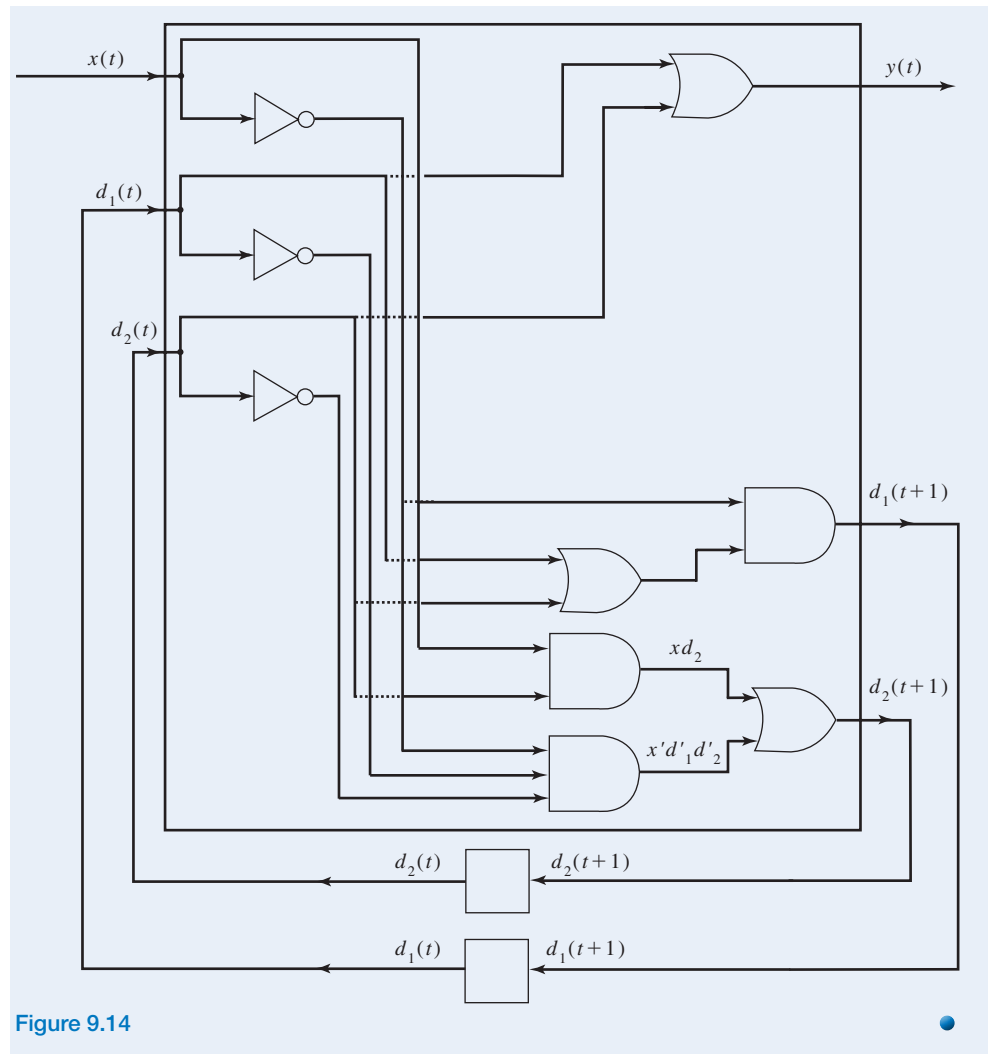 x(t)
y(t)
d₁(t)
d₂(t)
d₁(t+1)
xd₂
d₂(t+1)
x'd'₁d'₂
d₂(t)
d₂(t+1)
d₁(t)
d₁(t+1)
Figure 9.14